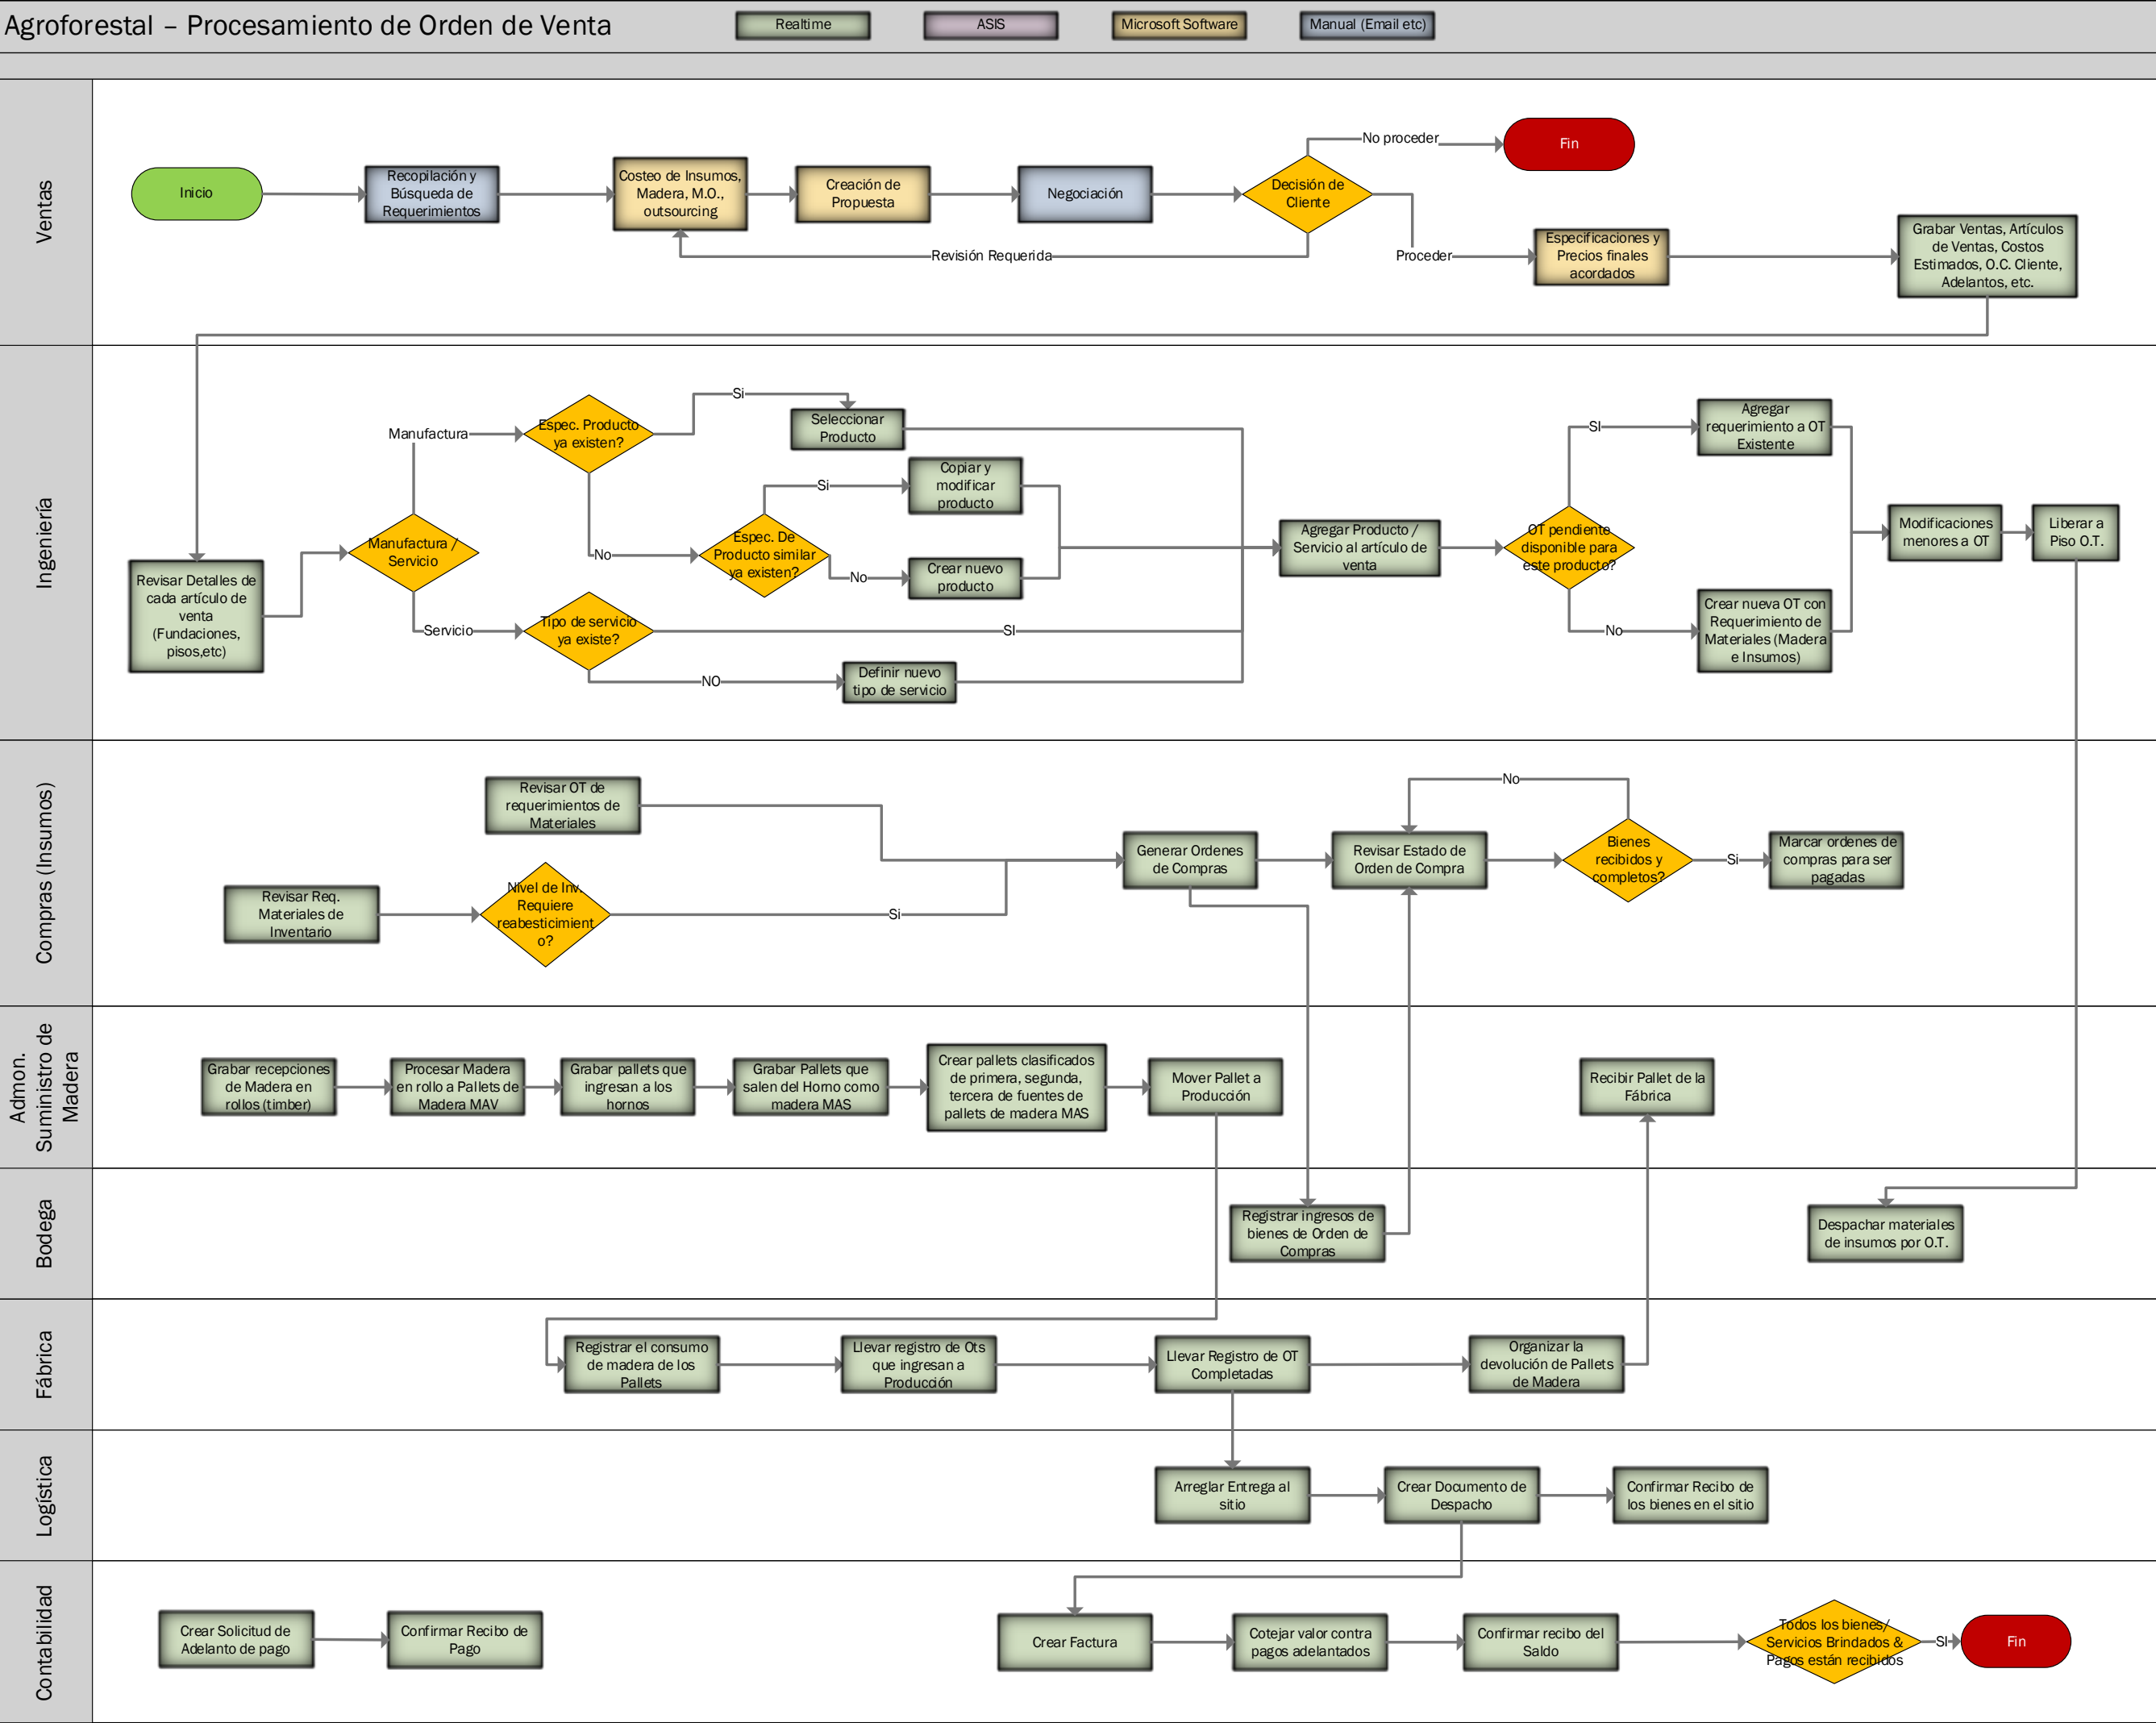 Agroforestal – Procesamiento de Orden de Venta
Realtime
ASIS
Microsoft Software
Manual (Email etc)
Ventas
Inicio
Recopilación y
Búsqueda de
Requerimientos
Costeo de Insumos,
Madera, M.O.,
outsourcing
Creación de
Propuesta
Negociación
Decisión de
Cliente
No proceder
Fin
Revisión Requerida
Proceder
Especificaciones y
Precios finales
acordados
Grabar Ventas, Artículos
de Ventas, Costos
Estimados, O.C. Cliente,
Adelantos, etc.
Ingeniería
Revisar Detalles de
cada artículo de
venta
(Fundaciones,
pisos,etc)
Manufactura /
Servicio
Manufactura
Servicio
Espec. Producto
ya existen?
Si
Seleccionar
Producto
No
Espec. De
Producto similar
ya existen?
Si
Copiar y
modificar
producto
No
Crear nuevo
producto
Tipo de servicio
ya existe?
SI
NO
Definir nuevo
tipo de servicio
Agregar Producto /
Servicio al artículo de
venta
OT pendiente
disponible para
este producto?
SI
Agregar
requerimiento a OT
Existente
No
Crear nueva OT con
Requerimiento de
Materiales (Madera
e Insumos)
Modificaciones
menores a OT
Liberar a
Piso O.T.
Compras (Insumos)
Revisar OT de
requerimientos de
Materiales
Revisar Req.
Materiales de
Inventario
Nivel de Inv.
Requiere
reabesticimient
o?
Si
Generar Ordenes
de Compras
Revisar Estado de
Orden de Compra
No
Bienes
recibidos y
completos?
Si
Marcar ordenes de
compras para ser
pagadas
Admon.
Suministro de
Madera
Grabar recepciones
de Madera en
rollos (timber)
Procesar Madera
en rollo a Pallets de
Madera MAV
Grabar pallets que
ingresan a los
hornos
Grabar Pallets que
salen del Horno como
madera MAS
Crear pallets clasificados
de primera, segunda,
tercera de fuentes de
pallets de madera MAS
Mover Pallet a
Producción
Recibir Pallet de la
Fábrica
Bodega
Registrar ingresos de
bienes de Orden de
Compras
Despachar materiales
de insumos por O.T.
Fábrica
Registrar el consumo
de madera de los
Pallets
Llevar registro de Ots
que ingresan a
Producción
Llevar Registro de OT
Completadas
Organizar la
devolución de Pallets
de Madera
Logística
Arreglar Entrega al
sitio
Crear Documento de
Despacho
Confirmar Recibo de
los bienes en el sitio
Contabilidad
Crear Solicitud de
Adelanto de pago
Confirmar Recibo de
Pago
Crear Factura
Cotejar valor contra
pagos adelantados
Confirmar recibo del
Saldo
Todos los bienes/
Servicios Brindados &
Pagos están recibidos
SI
Fin